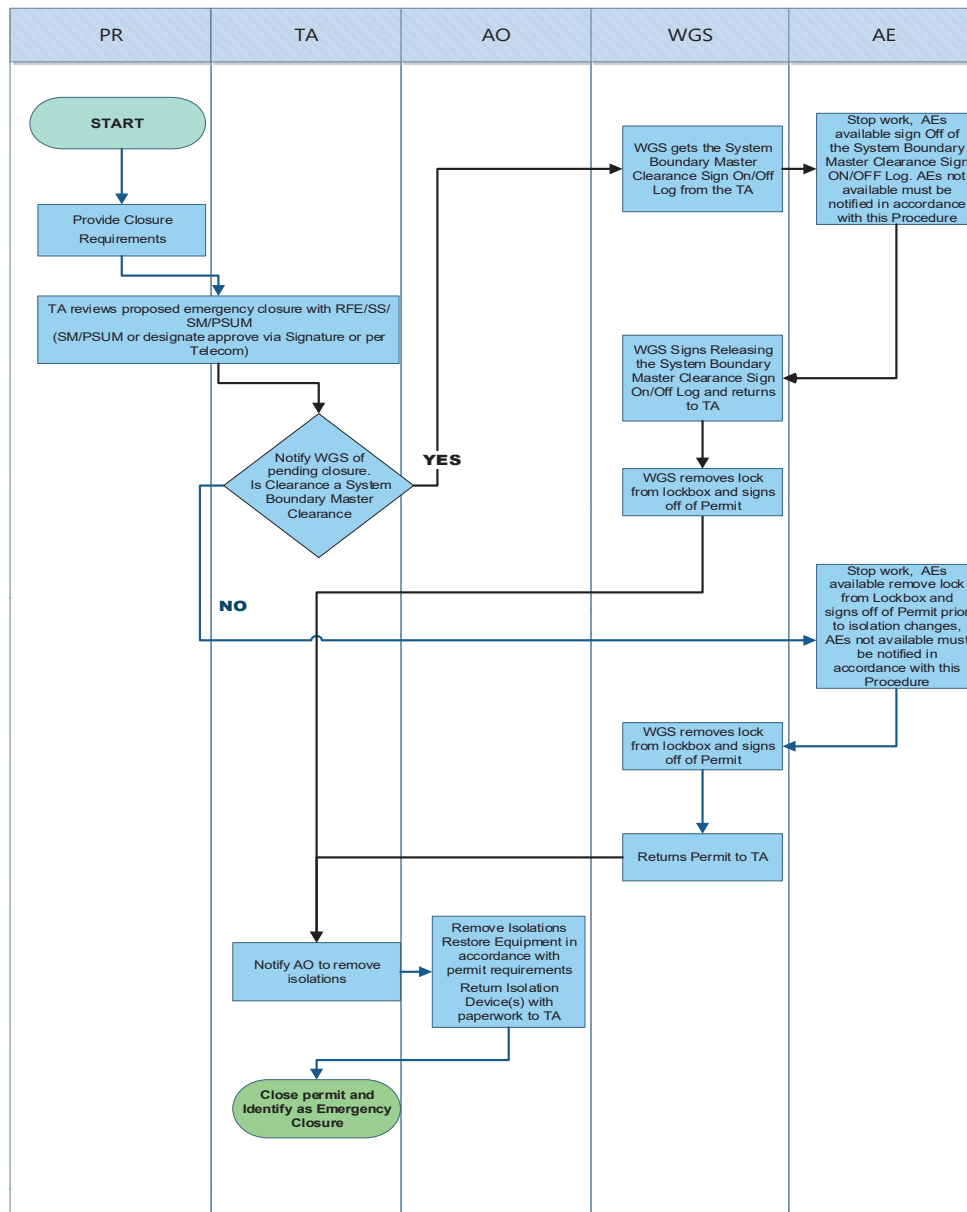 PR
TA
AO
WGS
AE
START
Provide Closure
Requirements
TA reviews proposed emergency closure with RFE/SS/
SM/PSUM
(SM/PSUM or designate approve via Signature or per
Telecom)
Notify WGS of
pending closure.
Is Clearance a System
Boundary Master
Clearance
YES
NO
WGS gets the System
Boundary Master
Clearance Sign On/Off
Log from the TA
Stop work, AEs
available sign Off of
the System Boundary
Master Clearance Sign
ON/OFF Log. AEs not
available must be
notified in accordance
with this Procedure
WGS Signs Releasing
the System Boundary
Master Clearance Sign
On/Off Log and returns
to TA
WGS removes lock
from lockbox and signs
off of Permit
Stop work, AEs
available remove lock
from Lockbox and
signs off of Permit prior
to isolation changes,
AEs not available must
be notified in
accordance with this
Procedure
WGS removes lock
from lockbox and signs
off of Permit
Returns Permit to TA
Notify AO to remove
isolations
Remove Isolations
Restore Equipment in
accordance with
permit requirements
Return Isolation
Device(s) with
paperwork to TA
Close permit and
Identify as Emergency
Closure